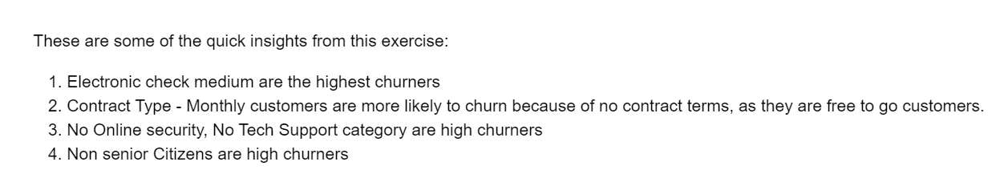 These are some of the quick insights from this exercise:
1. Electronic check medium are the highest churners
2. Contract Type - Monthly customers are more likely to churn because of no contract terms, as they are free to go customers.
3. No Online security, No Tech Support category are high churners
4. Non senior Citizens are high churners